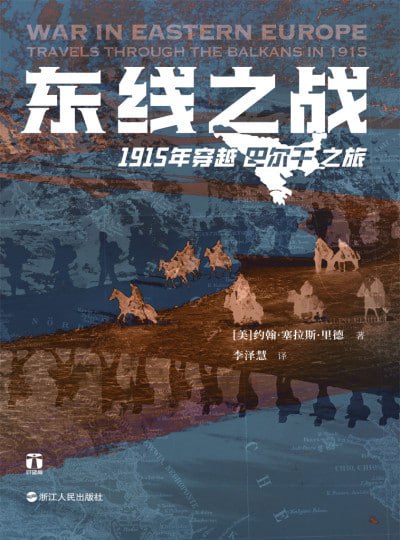 WAR IN EASTERN EUROPE
TRAVELS THROUGH THE BALKANS IN 1915
东线之战
1915年穿越 巴尔干 之旅
[美]约翰·塞拉斯·里德 著
李泽慧 译
浙江人民出版社